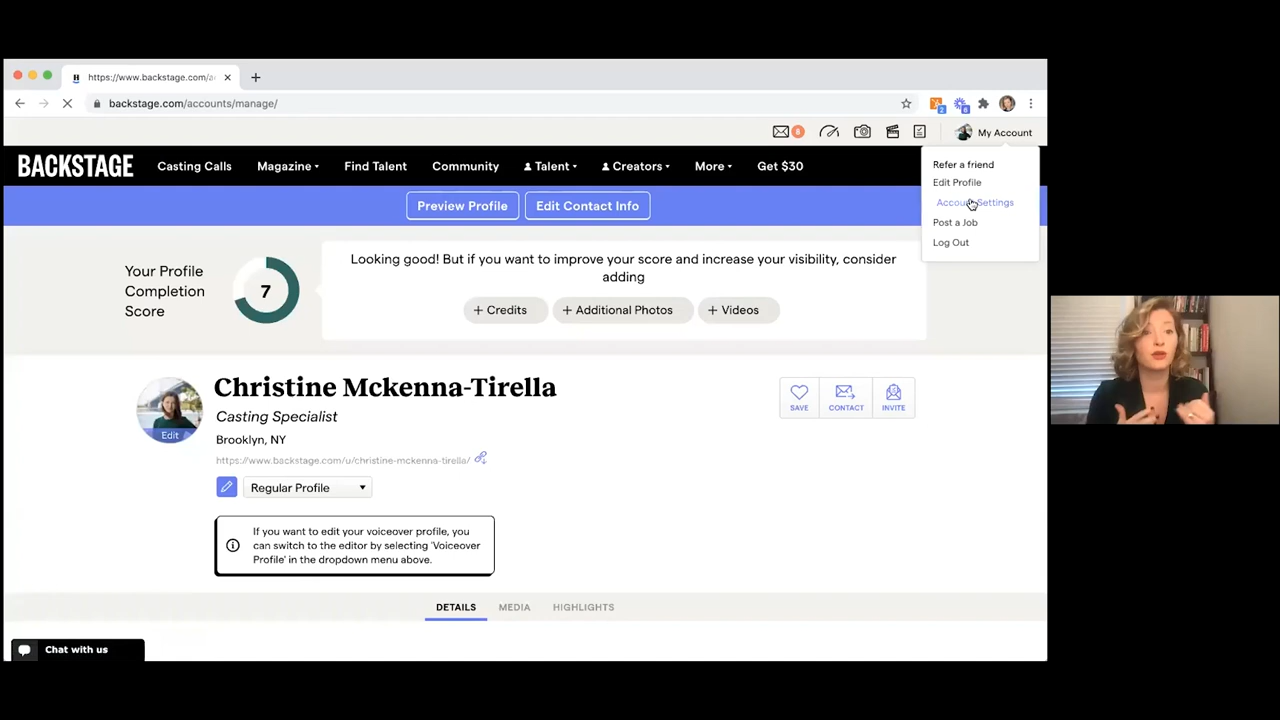 https://www.backstage.com/a
backstage.com/accounts/manage/
2
6
8
My Account
BACKSTAGE
Casting Calls
Magazine
Find Talent
Community
Talent
Creators
More
Get $30
Refer a friend
Edit Profile
Account Settings
Post a Job
Log Out
Preview Profile
Edit Contact Info
Your Profile
Completion
Score
7
Looking good! But if you want to improve your score and increase your visibility, consider
adding
+ Credits
+ Additional Photos
+ Videos
Edit
Christine Mckenna-Tirella
Casting Specialist
Brooklyn, NY
https://www.backstage.com/u/christine-mckenna-tirella/
Regular Profile
SAVE
CONTACT
INVITE
If you want to edit your voiceover profile, you
can switch to the editor by selecting 'Voiceover
Profile' in the dropdown menu above.
DETAILS
MEDIA
HIGHLIGHTS
Chat with us